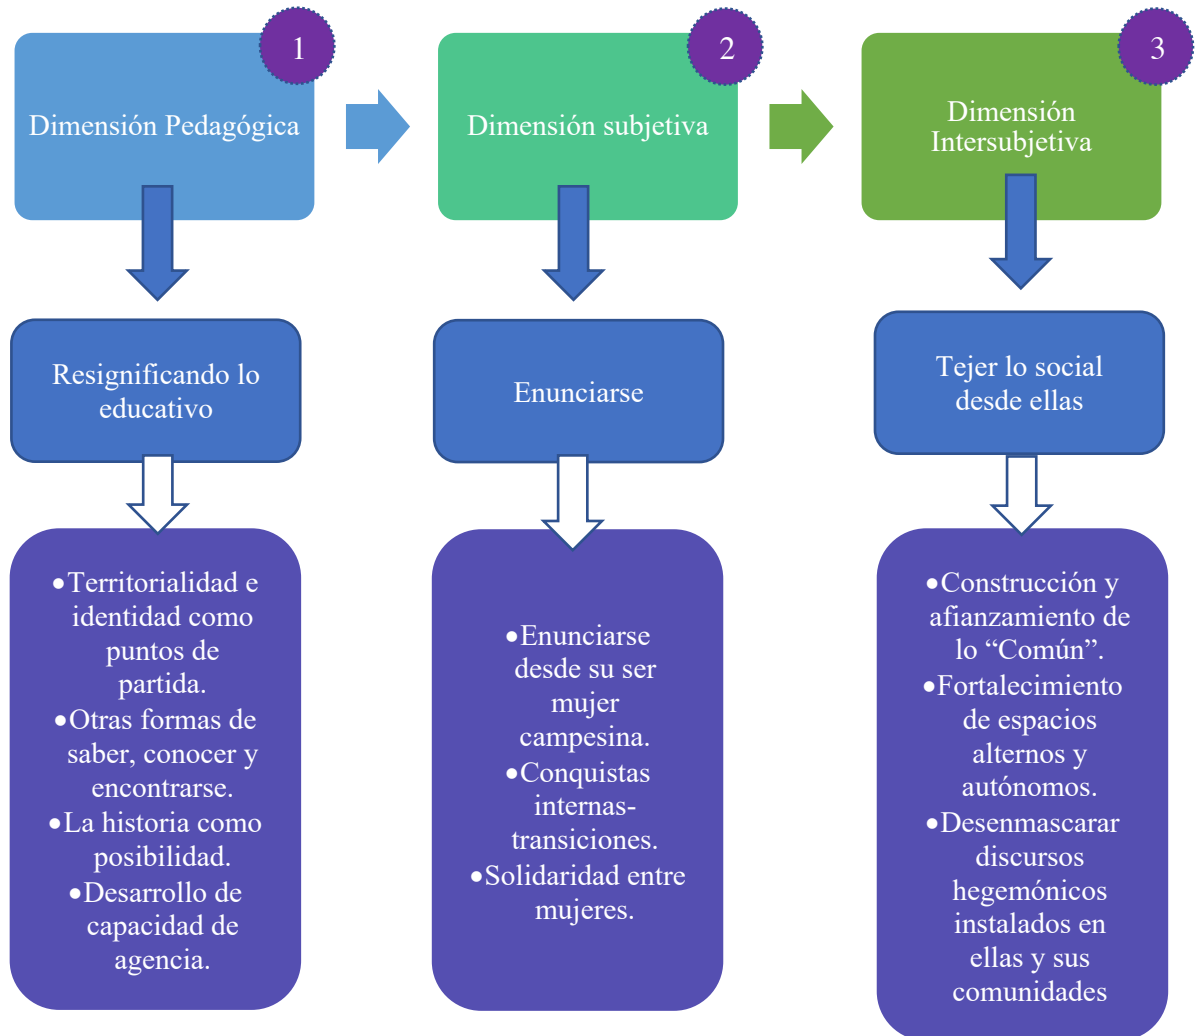 1
Dimensión Pedagógica
Resignificando lo
educativo
•Territorialidad e
identidad como
puntos de
partida.
•Otras formas de
saber, conocer y
encontrarse.
•La historia como
posibilidad.
•Desarrollo de
capacidad de
agencia.
2
Dimensión subjetiva
Enunciarse
•Enunciarse
desde su ser
mujer
campesina.
•Conquistas
internas-
transiciones.
•Solidaridad entre
mujeres.
3
Dimensión
Intersubjetiva
Tejer lo social
desde ellas
•Construcción y
afianzamiento de
lo “Común”.
•Fortalecimiento
de espacios
alternos y
autónomos.
•Desenmascarar
discursos
hegemónicos
instalados en
ellas y sus
comunidades